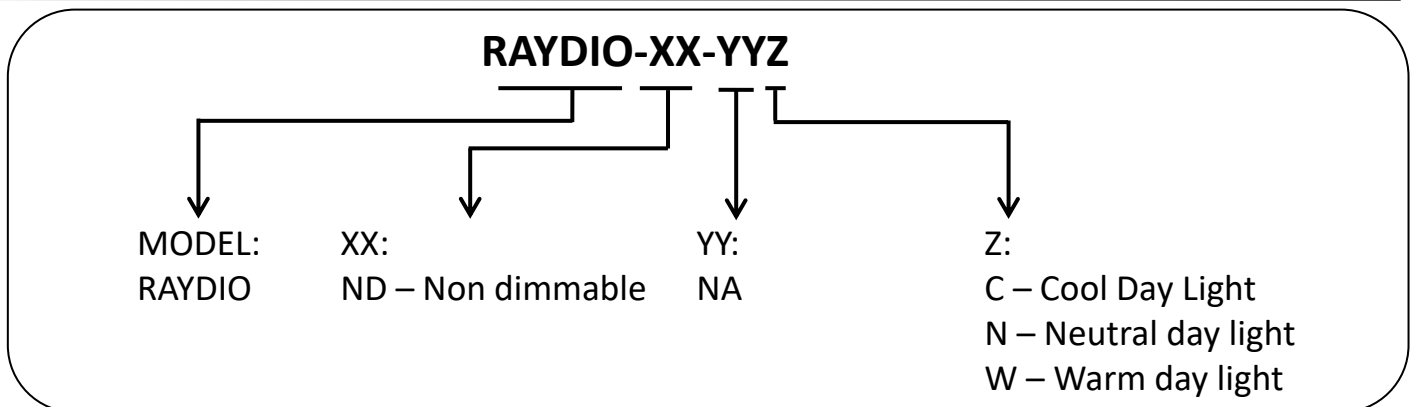 RAYDIO-XX-YYZ
MODEL: XX: YY: Z:
RAYDIO ND – Non dimmable NA C – Cool Day Light
N – Neutral day light
W – Warm day light